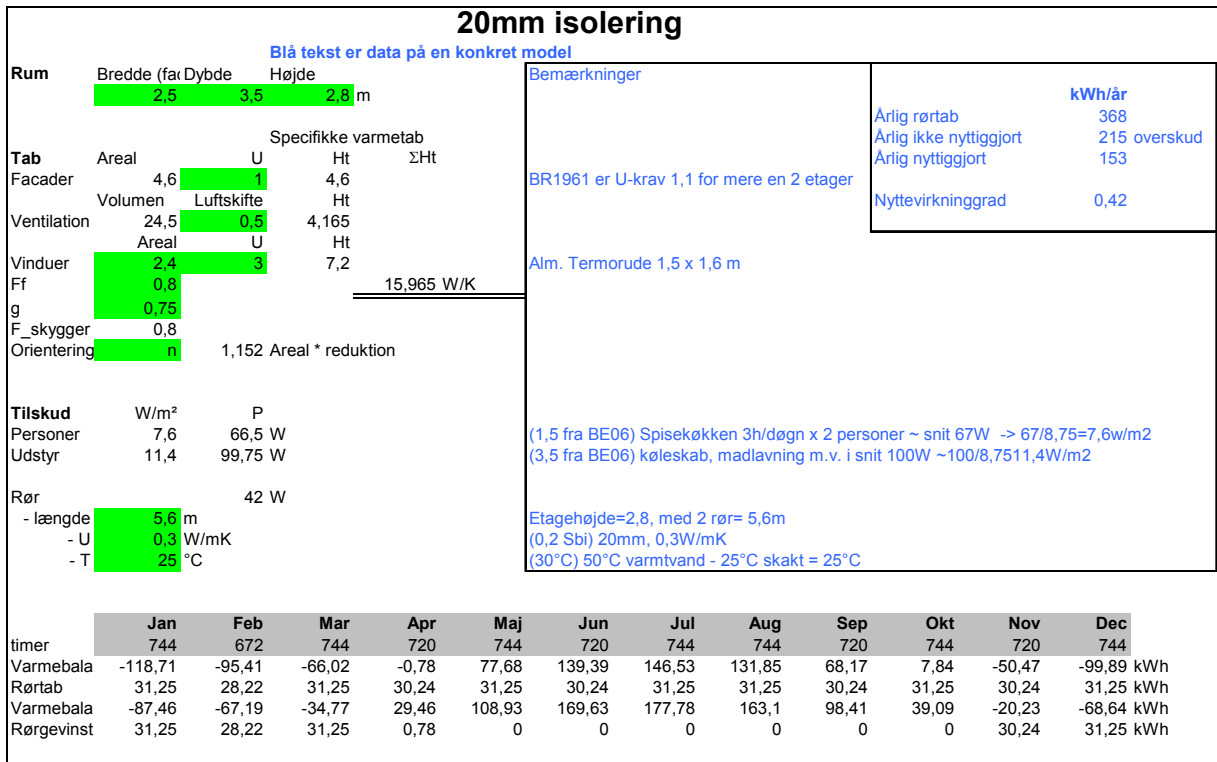 20mm isolering
Blå tekst er data på en konkret model
Rum Bredde (fac Dybde Højde Bemærkninger
2,5 3,5 2,8 m kWh/år
Årlig rørtab 368
Specifikke varmetab Årlig ikke nyttiggjort 215 overskud
Tab Areal U Ht ΣHt Årlig nyttiggjort 153
Facader 4,6 1 4,6 BR1961 er U-krav 1,1 for mere en 2 etager
Volumen Luftskifte Ht Nyttevirkninggrad 0,42
Ventilation 24,5 0,5 4,165
Areal U Ht
Vinduer 2,4 3 7,2 Alm. Termorude 1,5 x 1,6 m
Ff 0,8 15,965 W/K
g 0,75
F_skygger 0,8
Orientering n 1,152 Areal * reduktion
Tilskud W/m² P
Personer 7,6 66,5 W (1,5 fra BE06) Spisekøkken 3h/døgn x 2 personer ~ snit 67W -> 67/8,75=7,6w/m2
Udstyr 11,4 99,75 W (3,5 fra BE06) køleskab, madlavning m.v. i snit 100W ~100/8,7511,4W/m2
Rør 42 W
- længde 5,6 m Etagehøjde=2,8, med 2 rør= 5,6m
- U 0,3 W/mK (0,2 Sbi) 20mm, 0,3W/mK
- T 25 °C (30°C) 50°C varmtvand - 25°C skakt = 25°C
Jan Feb Mar Apr Maj Jun Jul Aug Sep Okt Nov Dec
timer 744 672 744 720 744 720 744 744 720 744 720 744
Varmebala -118,71 -95,41 -66,02 -0,78 77,68 139,39 146,53 131,85 68,17 7,84 -50,47 -99,89 kWh
Rørtab 31,25 28,22 31,25 30,24 31,25 30,24 31,25 31,25 30,24 31,25 30,24 31,25 kWh
Varmebala -87,46 -67,19 -34,77 29,46 108,93 169,63 177,78 163,1 98,41 39,09 -20,23 -68,64 kWh
Rørgevinst 31,25 28,22 31,25 0,78 0 0 0 0 0 0 30,24 31,25 kWh